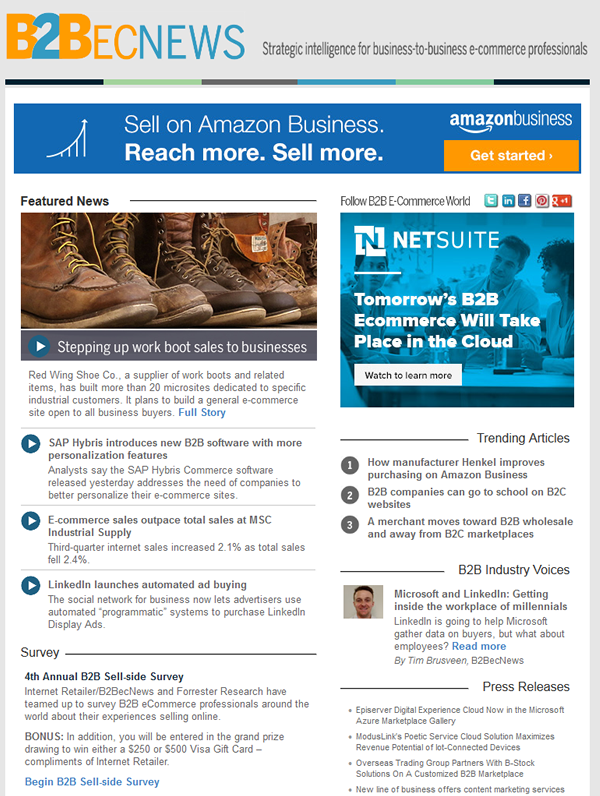 B2BECNEWS
Strategic intelligence for business-to-business e-commerce professionals
Sell on Amazon Business.
Reach more. Sell more.
amazonbusiness
Get started ›
Featured News
Stepping up work boot sales to businesses
Red Wing Shoe Co., a supplier of work boots and related
items, has built more than 20 microsites dedicated to specific
industrial customers. It plans to build a general e-commerce
site open to all business buyers. Full Story
SAP Hybris introduces new B2B software with more
personalization features
Analysts say the SAP Hybris Commerce software
released yesterday addresses the need of companies to
better personalize their e-commerce sites.
E-commerce sales outpace total sales at MSC
Industrial Supply
Third-quarter internet sales increased 2.1% as total sales
fell 2.4%.
LinkedIn launches automated ad buying
The social network for business now lets advertisers use
automated “programmatic” systems to purchase LinkedIn
Display Ads.
Survey
4th Annual B2B Sell-side Survey
Internet Retailer/B2BecNews and Forrester Research have
teamed up to survey B2B eCommerce professionals around the
world about their experiences selling online.
BONUS: In addition, you will be entered in the grand prize
drawing to win either a $250 or $500 Visa Gift Card –
compliments of Internet Retailer.
Begin B2B Sell-side Survey
Follow B2B E-Commerce World
in
f
g+1
N NETSUITE
Tomorrow’s B2B
Ecommerce Will Take
Place in the Cloud
Watch to learn more
Trending Articles
1 How manufacturer Henkel improves
purchasing on Amazon Business
2 B2B companies can go to school on B2C
websites
3 A merchant moves toward B2B wholesale
and away from B2C marketplaces
B2B Industry Voices
Microsoft and LinkedIn: Getting
inside the workplace of millennials
LinkedIn is going to help Microsoft
gather data on buyers, but what about
employees? Read more
By Tim Brusveen, B2BecNews
Press Releases
Episerver Digital Experience Cloud Now in the Microsoft
Azure Marketplace Gallery
ModusLink's Poetic Service Cloud Solution Maximizes
Revenue Potential of Iot-Connected Devices
Overseas Trading Group Partners With B-Stock
Solutions On A Customized B2B Marketplace
New line of business offers content marketing services